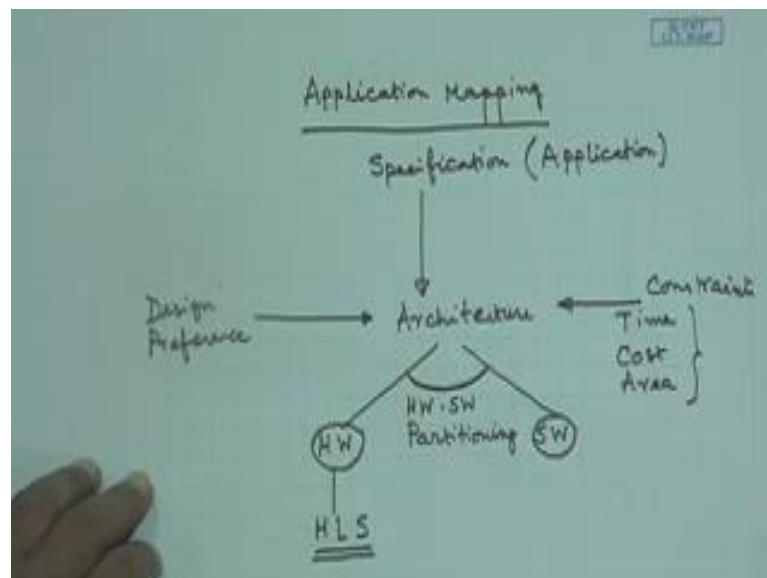 Application Mapping
Specification (Application)
Design
Preference
Architecture
Constraint
Time
Cost
Area
HW-SW
Partitioning
HW
SW
HLS